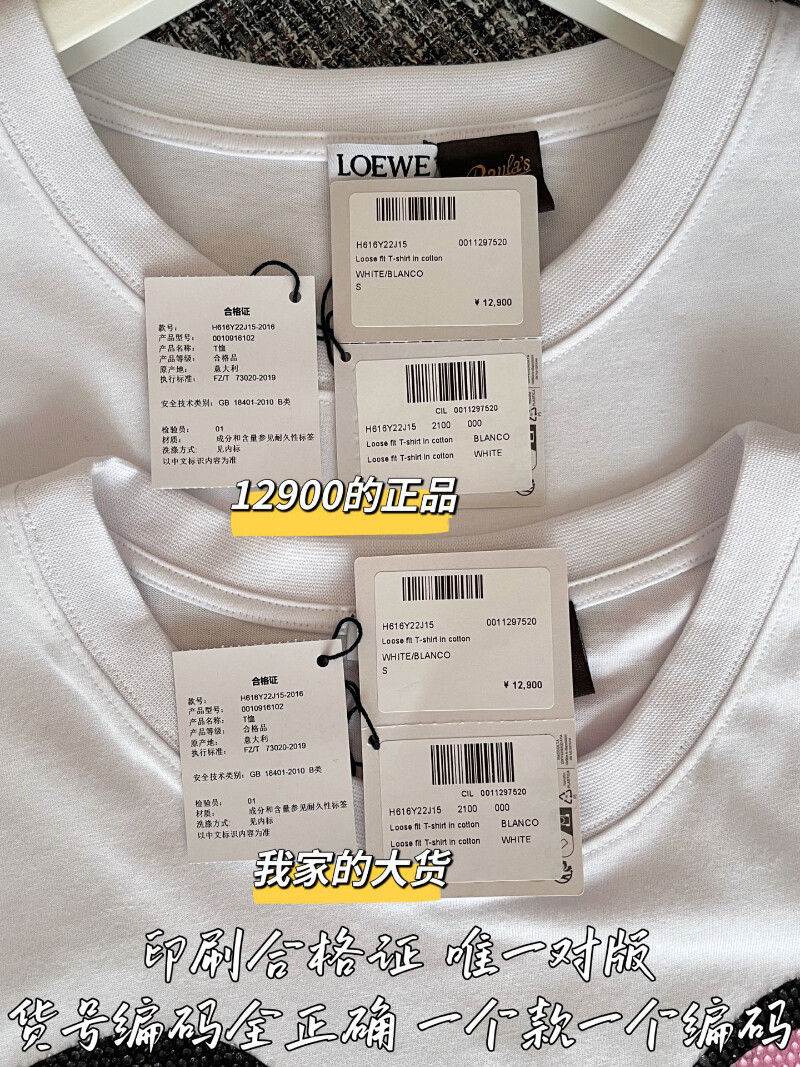 LOEWE
Paula's
H616Y22J15 0011297520
Loose fit T-shirt in cotton
WHITE/BLANCO
S
¥ 12,900
合格证
款号: H616Y22J15-2016
产品型号: 0010916102
产品名称: T恤
产品等级: 合格品
原产地: 意大利
执行标准: FZ/T 73020-2019
安全技术类别: GB 18401-2010 B类
检验员: 01
材质: 成分和含量参见耐久性标签
洗涤方式: 见内标
以中文标识内容为准
CIL 0011297520
H616Y22J15 2100 000
Loose fit T-shirt in cotton BLANCO
Loose fit T-shirt in cotton WHITE
12900的正品
H616Y22J15 0011297520
Loose fit T-shirt in cotton
WHITE/BLANCO
S
¥ 12,900
合格证
款号: H616Y22J15-2016
产品型号: 0010916102
产品名称: T恤
产品等级: 合格品
原产地: 意大利
执行标准: FZ/T 73020-2019
安全技术类别: GB 18401-2010 B类
检验员: 01
材质: 成分和含量参见耐久性标签
洗涤方式: 见内标
以中文标识内容为准
CIL 0011297520
H616Y22J15 2100 000
Loose fit T-shirt in cotton BLANCO
Loose fit T-shirt in cotton WHITE
我家的大货
印刷合格证 唯一对版
货号编码全正确 一个款一个编码